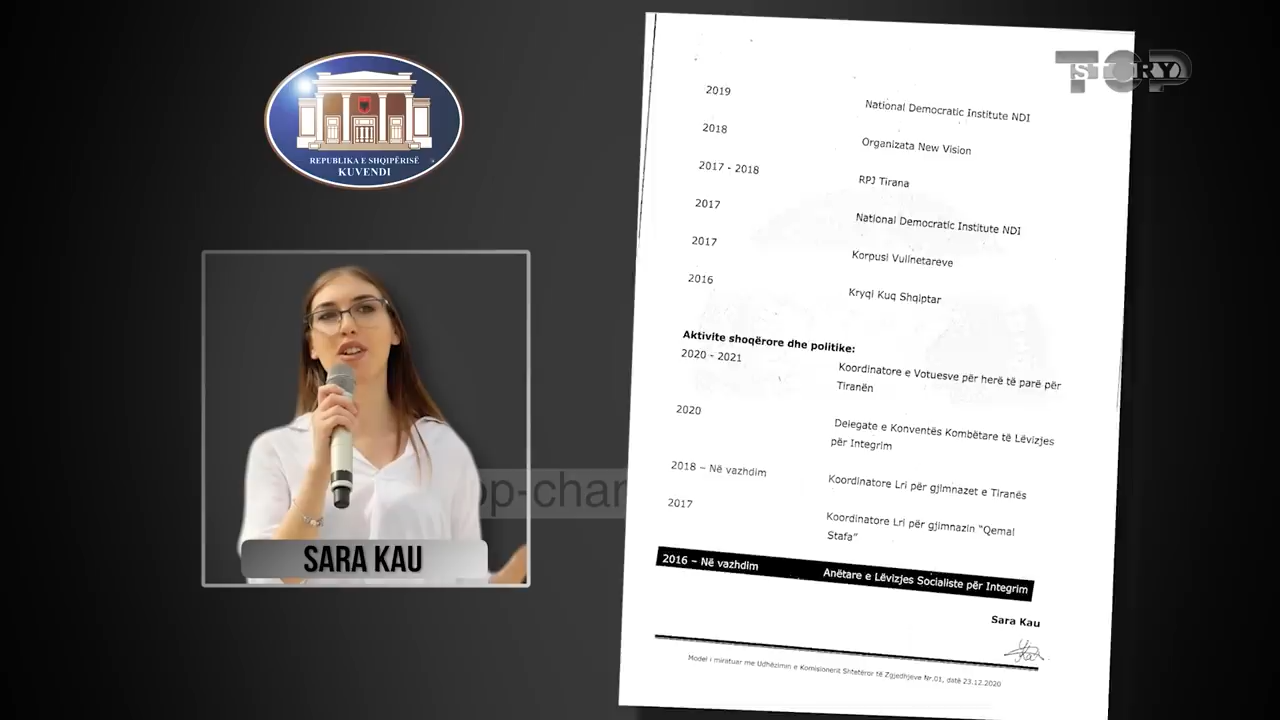 TOP
STORY
REPUBLIKA E SHQIPËRISË
KUVENDI
SARA KAU
2019 National Democratic Institute NDI
2018 Organizata New Vision
2017 - 2018 RPJ Tirana
2017 National Democratic Institute NDI
2017 Korpusi Vullnetareve
2016 Kryqi Kuq Shqiptar
Aktivite shoqërore dhe politike:
2020 - 2021 Koordinatore e Votuesve për herë të parë për
Tiranën
2020 Delegate e Konventës Kombëtare të Lëvizjes
për Integrim
2018 – Në vazhdim Koordinatore Lri për gjimnazet e Tiranës
2017 Koordinatore Lri për gjimnazin "Qemal
Stafa"
2016 – Në vazhdim Anëtare e Lëvizjes Socialiste për Integrim
Sara Kau
Model i miratuar me Udhëzimin e Komisionerit Shtetëror të Zgjedhjeve Nr.01, datë 23.12.2020